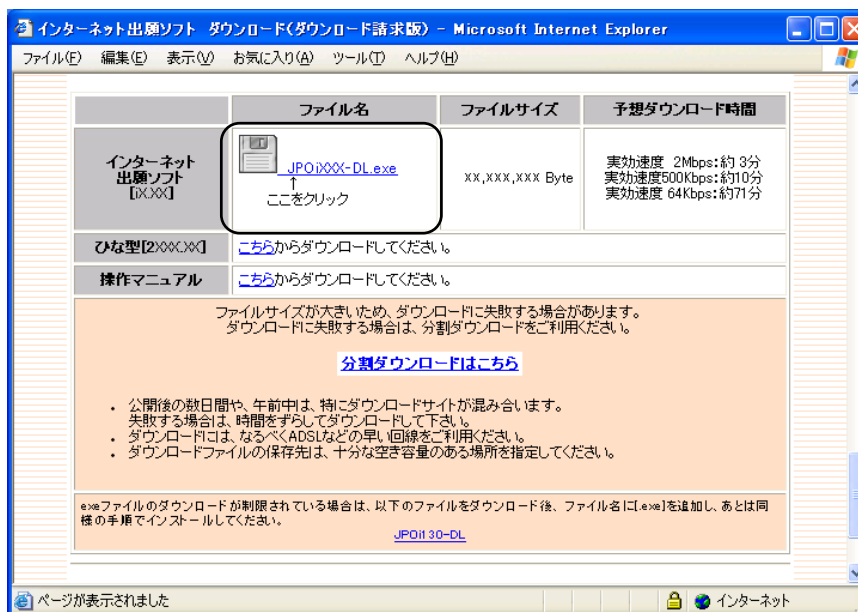 インターネット出願ソフト ダウンロード(ダウンロード請求版) - Microsoft Internet Explorer
ファイル(F) 編集(E) 表示(V) お気に入り(A) ツール(T) ヘルプ(H)
ファイル名 ファイルサイズ 予想ダウンロード時間
インターネット
出願ソフト
[iX.XX]
JPOiXXX-DL.exe
↑
ここをクリック
xx,xxx,xxx Byte
実効速度 2Mbps:約 3分
実効速度500Kbps:約10分
実効速度 64Kbps:約71分
ひな型[2XXX.XX] こちらからダウンロードしてください。
操作マニュアル こちらからダウンロードしてください。
ファイルサイズが大きいため、ダウンロードに失敗する場合があります。
ダウンロードに失敗する場合は、分割ダウンロードをご利用ください。
分割ダウンロードはこちら
・ 公開後の数日間や、午前中は、特にダウンロードサイトが混み合います。
失敗する場合は、時間をずらしてダウンロードして下さい。
・ ダウンロードには、なるべくADSLなどの早い回線をご利用ください。
・ ダウンロードファイルの保存先は、十分な空き容量のある場所を指定してください。
exeファイルのダウンロードが制限されている場合は、以下のファイルをダウンロード後、ファイル名に[.exe]を追加し、あとは同
様の手順でインストールしてください。
JPOi130-DL
ページが表示されました インターネット